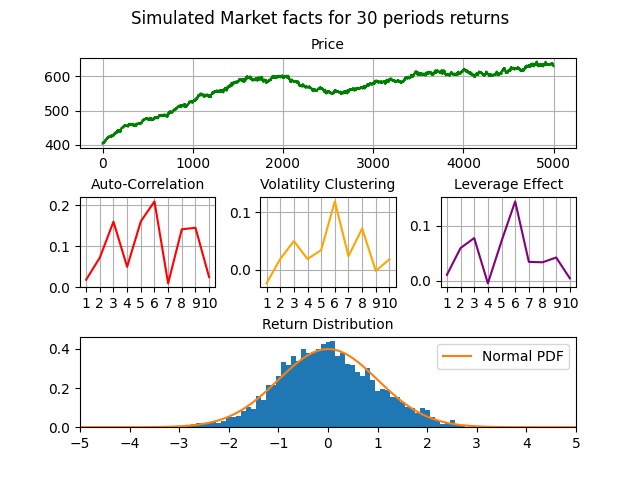 Simulated Market facts for 30 periods returns
Price
600
500
400
0 1000 2000 3000 4000 5000
Auto-Correlation Volatility Clustering Leverage Effect
0.2
0.1
0.0
0.1
0.0
0.1
0.0
1 2 3 4 5 6 7 8 9 10 1 2 3 4 5 6 7 8 9 10 1 2 3 4 5 6 7 8 9 10
Return Distribution
Normal PDF
0.4
0.2
0.0
−5 −4 −3 −2 −1 0 1 2 3 4 5